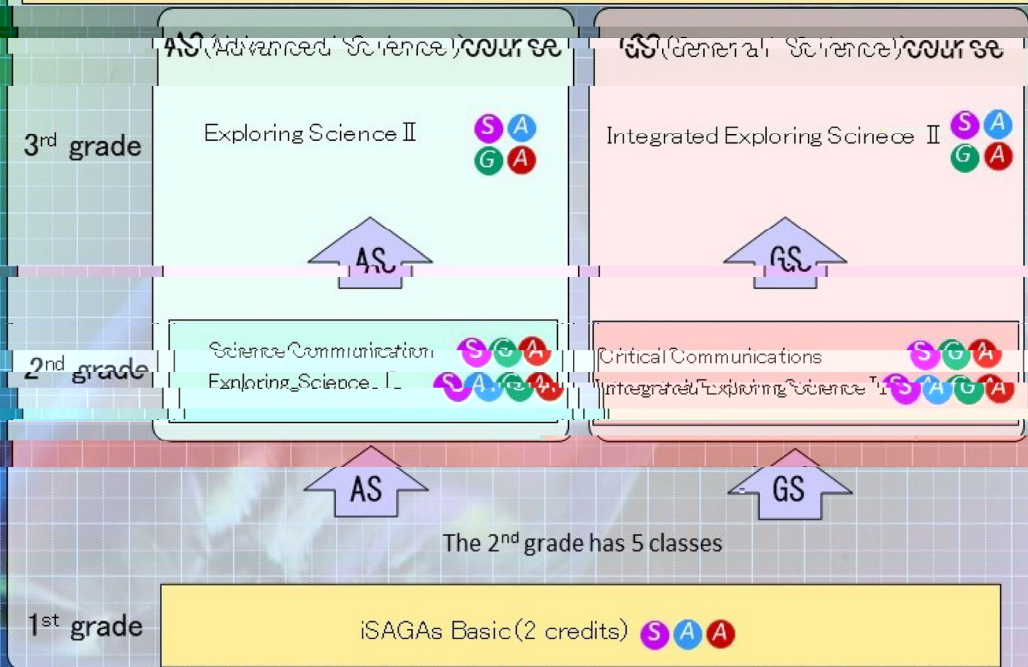 AS(Advanced Science)course
GS(General Science)course
3rd grade
Exploring Science Ⅱ S A G A
Integrated Exploring Scinece Ⅱ S A G A
AS
GS
2nd grade
Science Communication S G A
Exploring Science Ⅰ S A G A
Critical Communications S G A
Integrated Exploring Science Ⅰ S A G A
AS
GS
The 2nd grade has 5 classes
1st grade
iSAGAs Basic(2 credits) S A A